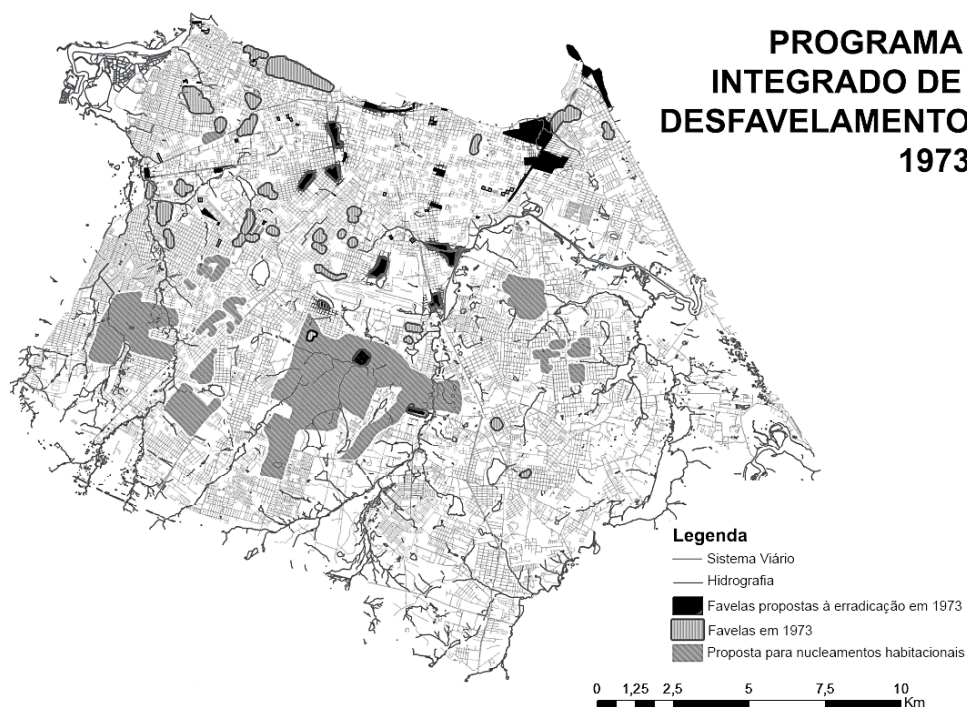 PROGRAMA
INTEGRADO DE
DESFAVELAMENTO
1973
Legenda
Sistema Viário
Hidrografia
Favelas propostas à erradicação em 1973
Favelas em 1973
Proposta para nucleamentos habitacionais
0 1,25 2,5 5 7,5 10
Km